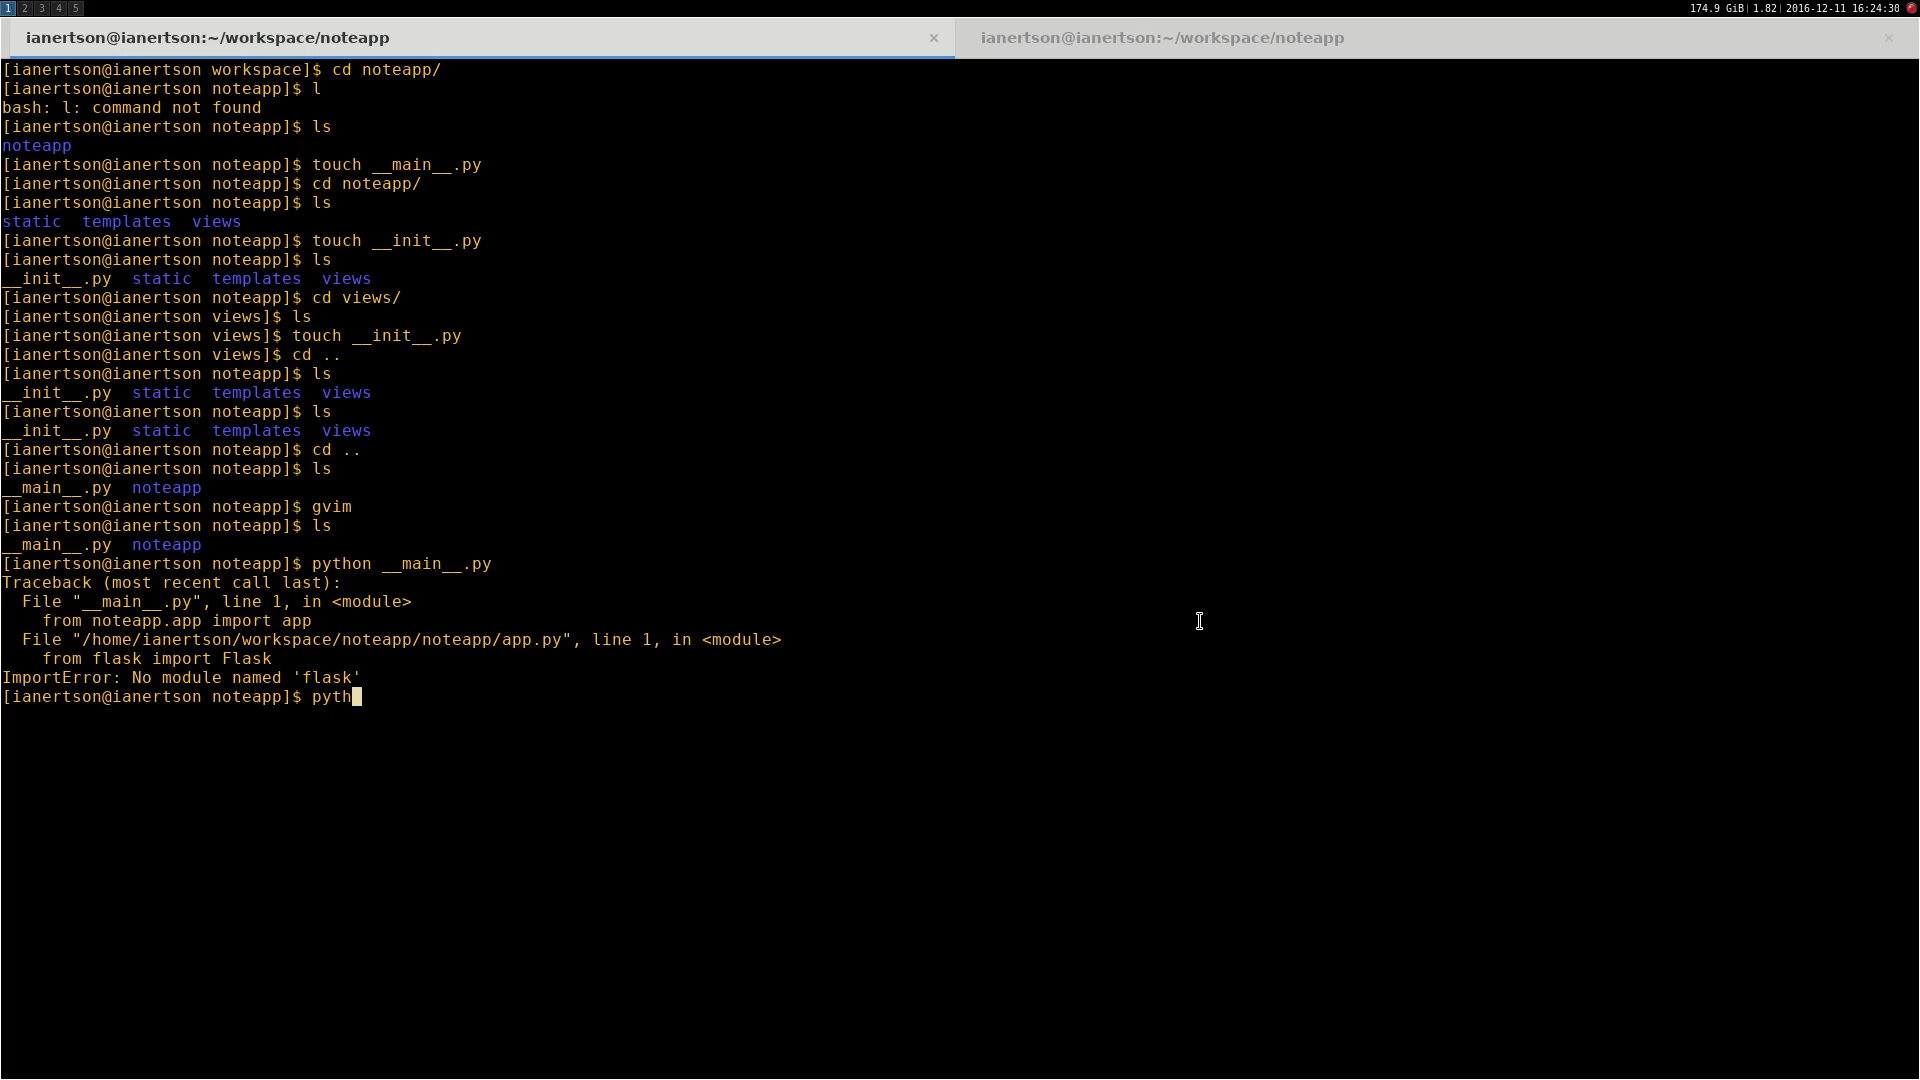 1 2 3 4 5 174.9 GiB| 1.82| 2016-12-11 16:24:30
ianertson@ianertson:~/workspace/noteapp × ianertson@ianertson:~/workspace/noteapp ×
[ianertson@ianertson workspace]$ cd noteapp/
[ianertson@ianertson noteapp]$ l
bash: l: command not found
[ianertson@ianertson noteapp]$ ls
noteapp
[ianertson@ianertson noteapp]$ touch __main__.py
[ianertson@ianertson noteapp]$ cd noteapp/
[ianertson@ianertson noteapp]$ ls
static  templates  views
[ianertson@ianertson noteapp]$ touch __init__.py
[ianertson@ianertson noteapp]$ ls
__init__.py  static  templates  views
[ianertson@ianertson noteapp]$ cd views/
[ianertson@ianertson views]$ ls
[ianertson@ianertson views]$ touch __init__.py
[ianertson@ianertson views]$ cd ..
[ianertson@ianertson noteapp]$ ls
__init__.py  static  templates  views
[ianertson@ianertson noteapp]$ ls
__init__.py  static  templates  views
[ianertson@ianertson noteapp]$ cd ..
[ianertson@ianertson noteapp]$ ls
__main__.py  noteapp
[ianertson@ianertson noteapp]$ gvim
[ianertson@ianertson noteapp]$ ls
__main__.py  noteapp
[ianertson@ianertson noteapp]$ python __main__.py
Traceback (most recent call last):
  File "__main__.py", line 1, in <module>
    from noteapp.app import app
  File "/home/ianertson/workspace/noteapp/noteapp/app.py", line 1, in <module>
    from flask import Flask
ImportError: No module named 'flask'
[ianertson@ianertson noteapp]$ pyth